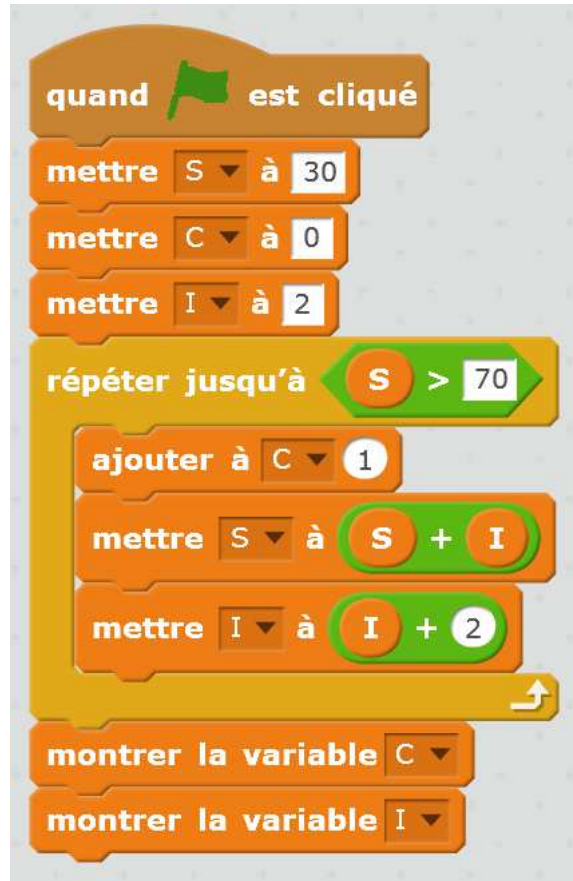 quand est cliqué
mettre S à 30
mettre C à 0
mettre I à 2
répéter jusqu'à S > 70
ajouter à C 1
mettre S à S + I
mettre I à I + 2
montrer la variable C
montrer la variable I